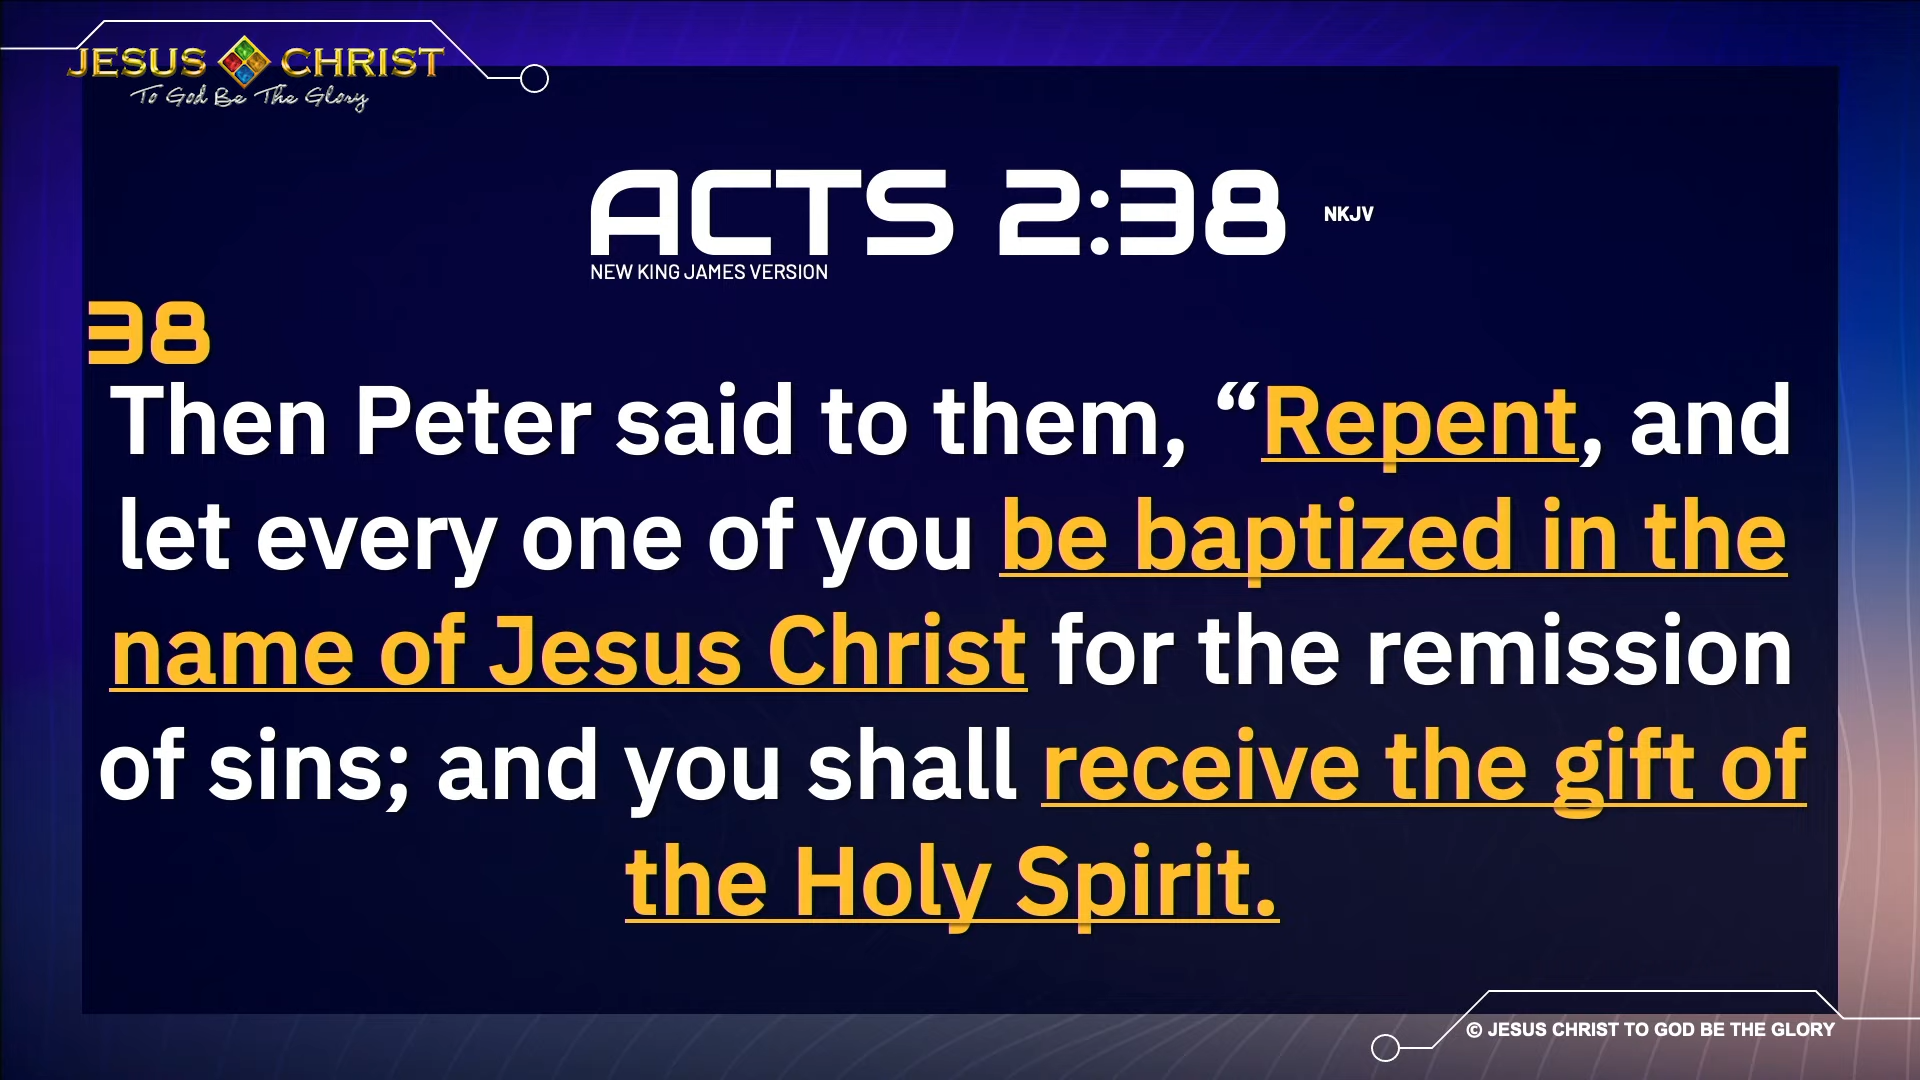 JESUS CHRIST
To God Be The Glory
ACTS 2:38 NKJV
NEW KING JAMES VERSION
38
Then Peter said to them, “Repent, and
let every one of you be baptized in the
name of Jesus Christ for the remission
of sins; and you shall receive the gift of
the Holy Spirit.
© JESUS CHRIST TO GOD BE THE GLORY